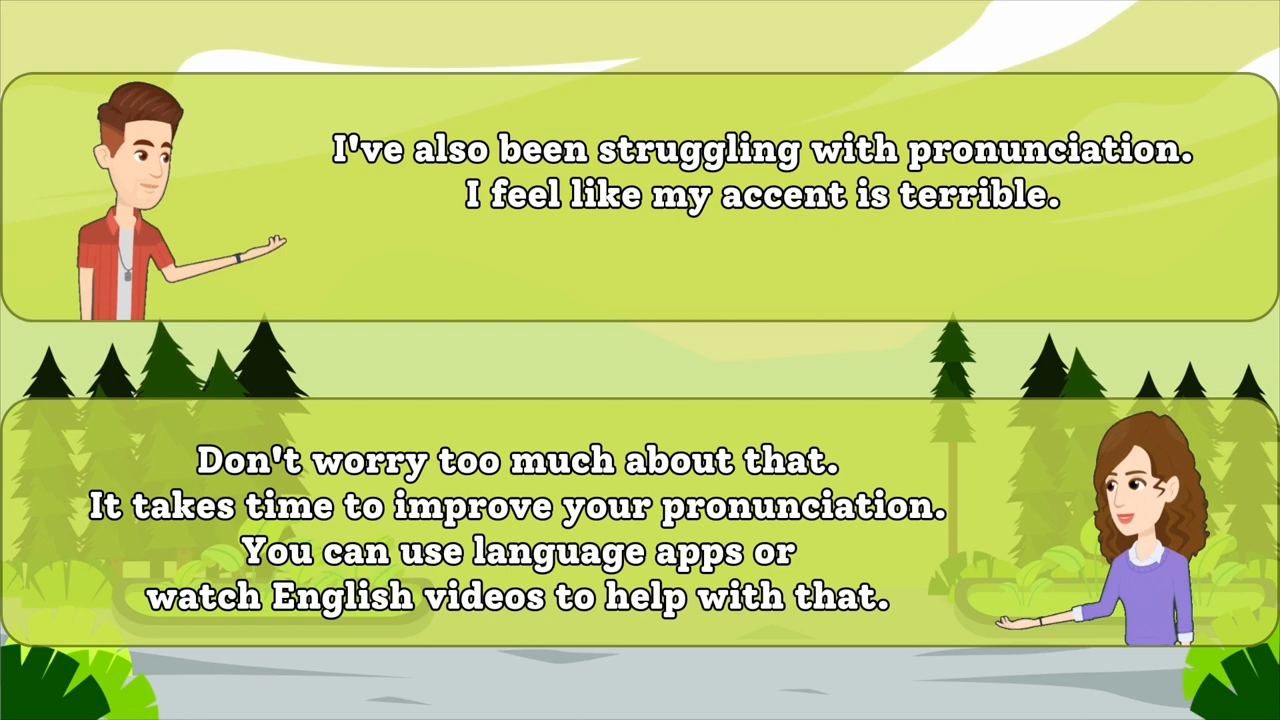 I've also been struggling with pronunciation.
I feel like my accent is terrible.
Don't worry too much about that.
It takes time to improve your pronunciation.
You can use language apps or
watch English videos to help with that.